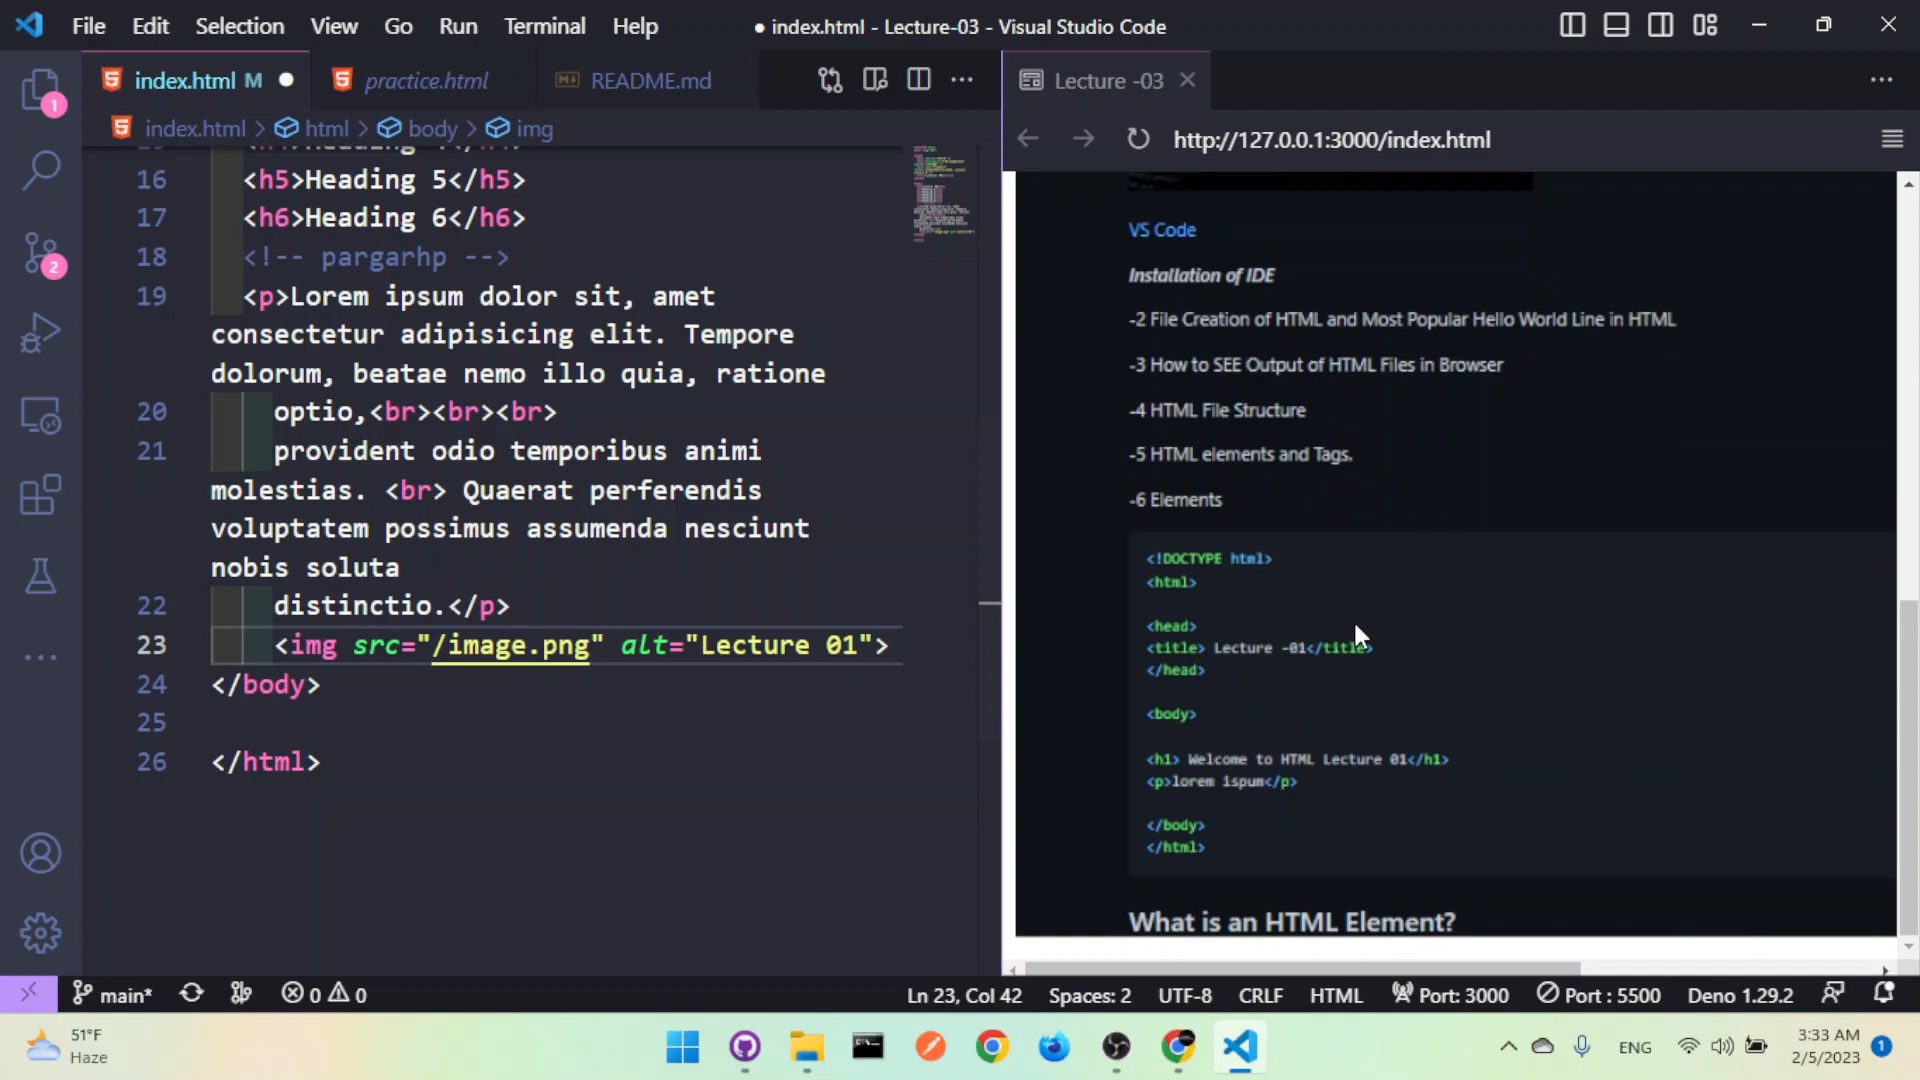 File Edit Selection View Go Run Terminal Help
● index.html - Lecture-03 - Visual Studio Code
index.html M ●
practice.html
README.md
Lecture -03
index.html > html > body > img
http://127.0.0.1:3000/index.html
16 <h5>Heading 5</h5>
17 <h6>Heading 6</h6>
18 <!-- pargarhp -->
19 <p>Lorem ipsum dolor sit, amet
consectetur adipisicing elit. Tempore
dolorum, beatae nemo illo quia, ratione
20 optio,<br><br><br>
21 provident odio temporibus animi
molestias. <br> Quaerat perferendis
voluptatem possimus assumenda nesciunt
nobis soluta
22 distinctio.</p>
23 <img src="/image.png" alt="Lecture 01">
24 </body>
25
26 </html>
VS Code
Installation of IDE
-2 File Creation of HTML and Most Popular Hello World Line in HTML
-3 How to SEE Output of HTML Files in Browser
-4 HTML File Structure
-5 HTML elements and Tags.
-6 Elements
<!DOCTYPE html>
<html>
<head>
<title> Lecture -01</title>
</head>
<body>
<h1> Welcome to HTML Lecture 01</h1>
<p>lorem ispum</p>
</body>
</html>
What is an HTML Element?
1
2
main* 0 0
Ln 23, Col 42 Spaces: 2 UTF-8 CRLF HTML Port: 3000 Port : 5500 Deno 1.29.2
51°F
Haze
ENG
3:33 AM
2/5/2023
1